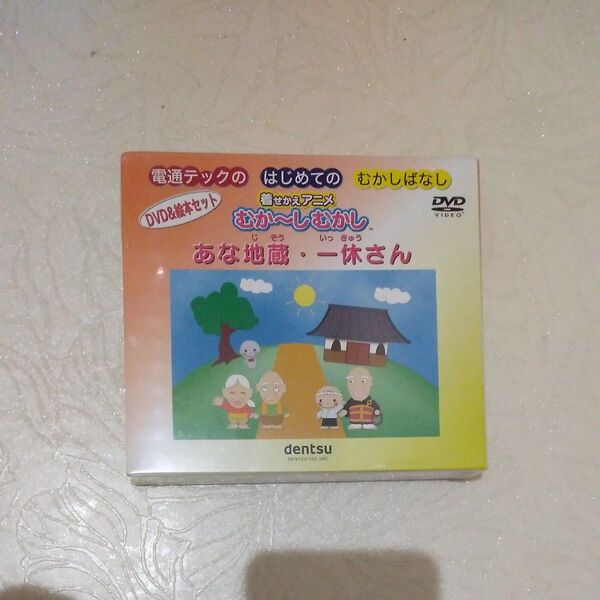 電通テックの はじめての むかしばなし
DVD&絵本セット
着せかえアニメ
DVD
VIDEO
むか〜しむかし™
じぞう いっきゅう
あな地蔵・一休さん
dentsu
DENTSU TEC INC.